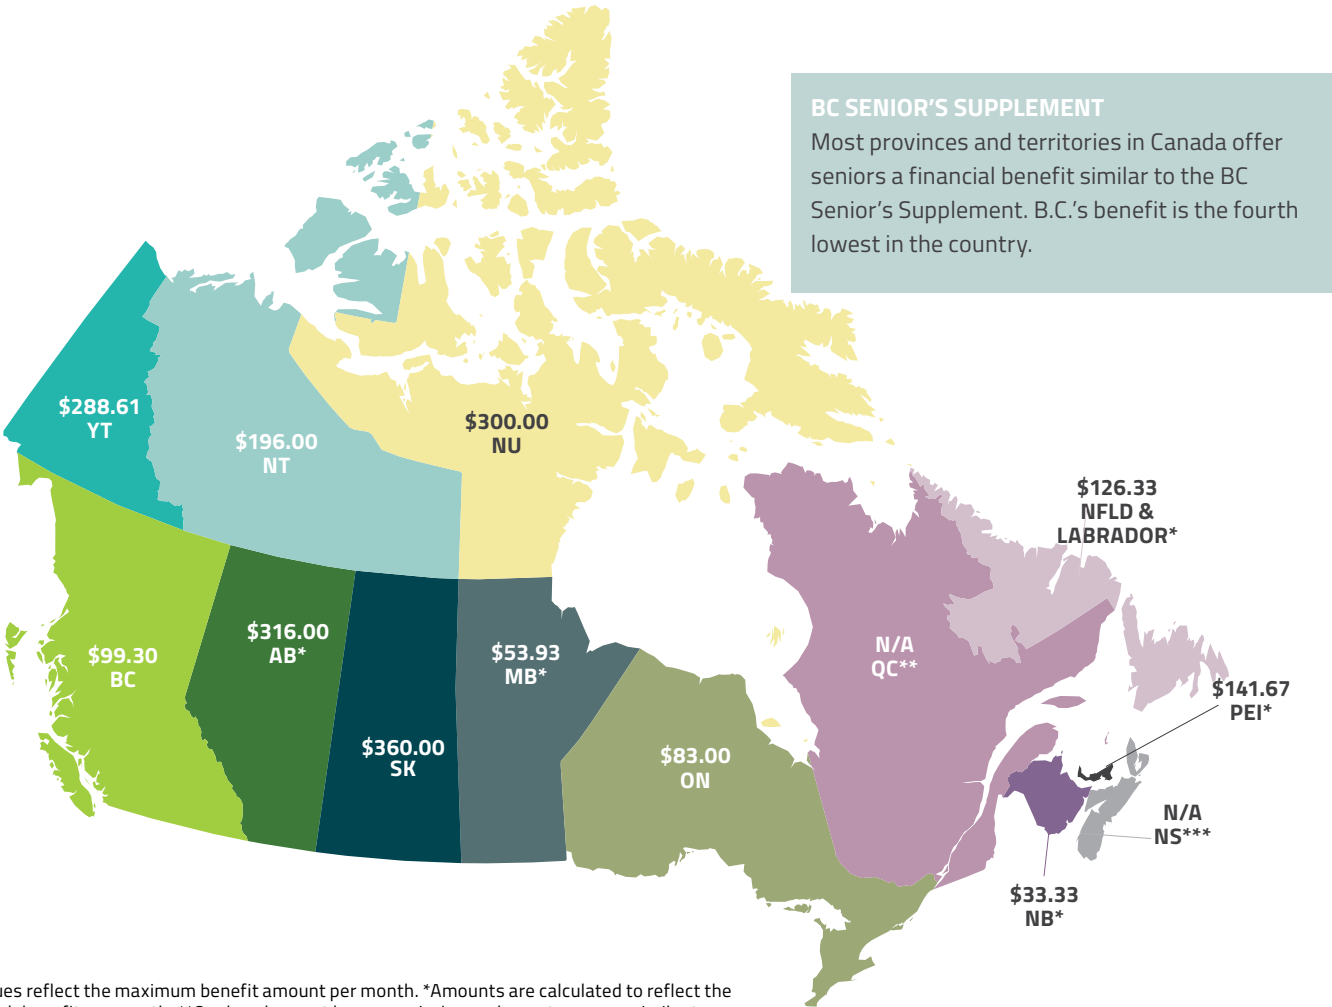 BC SENIOR’S SUPPLEMENT
Most provinces and territories in Canada offer
seniors a financial benefit similar to the BC
Senior’s Supplement. B.C.’s benefit is the fourth
lowest in the country.
$288.61
YT
$196.00
NT
$300.00
NU
$126.33
NFLD &
LABRADOR*
$99.30
BC
$316.00
AB*
$360.00
SK
$53.93
MB*
$83.00
ON
N/A
QC**
$141.67
PEI*
N/A
NS***
$33.33
NB*
ues reflect the maximum benefit amount per month. *Amounts are calculated to reflect the